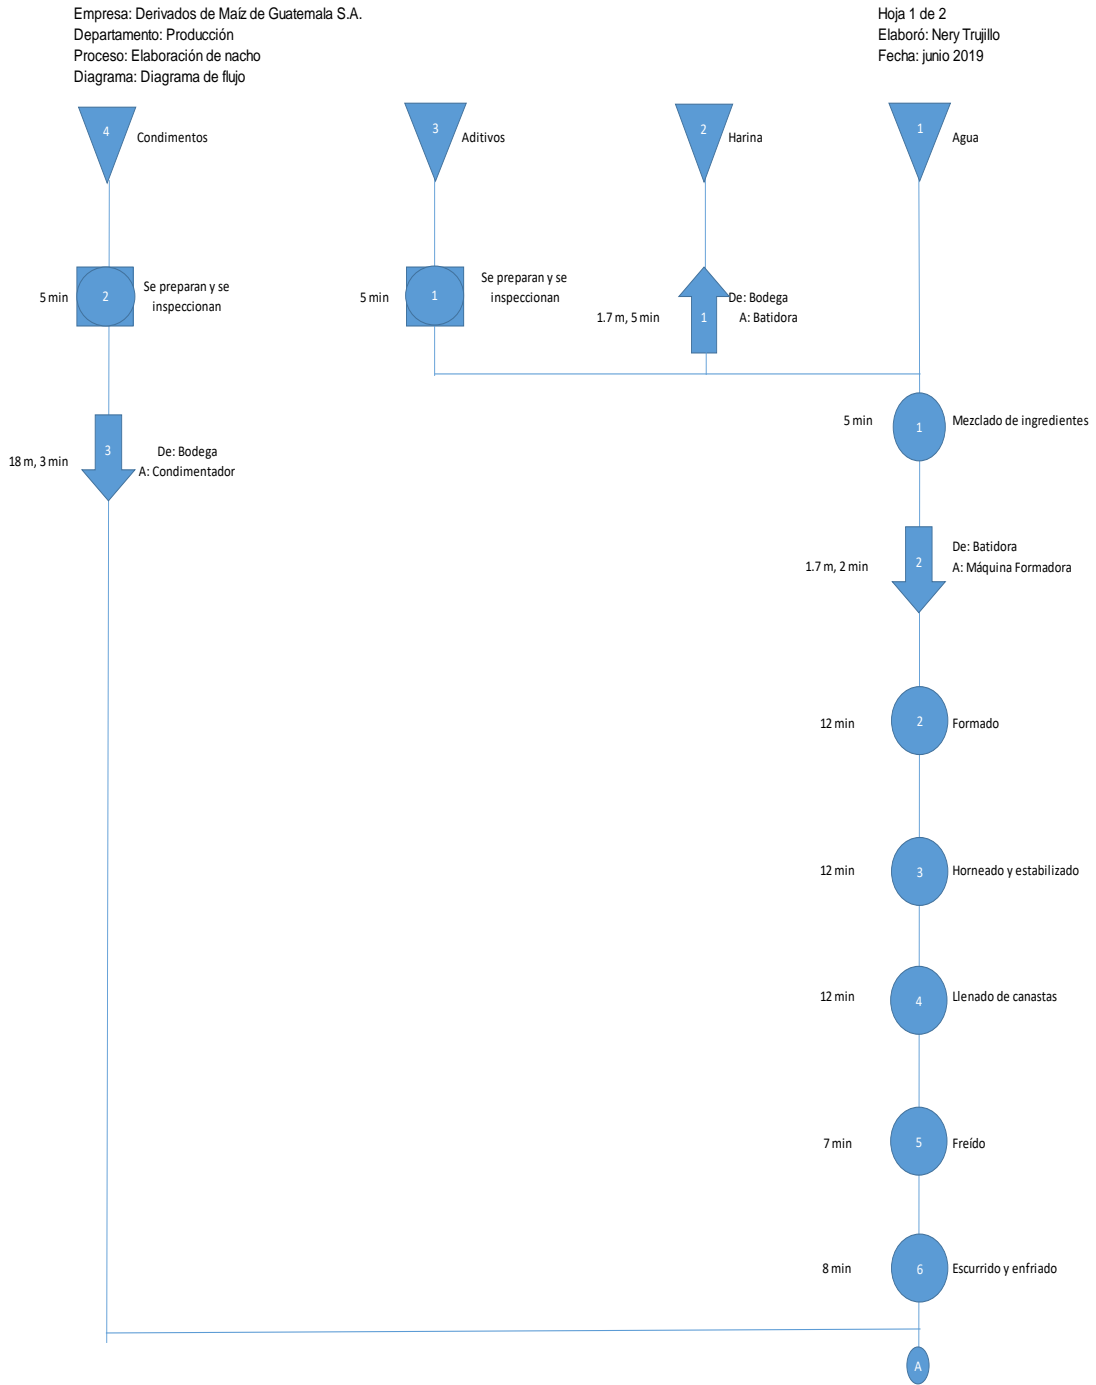 Empresa: Derivados de Maíz de Guatemala S.A.
Departamento: Producción
Proceso: Elaboración de nacho
Diagrama: Diagrama de flujo
Hoja 1 de 2
Elaboró: Nery Trujillo
Fecha: junio 2019
4
Condimentos
3
Aditivos
2
Harina
1
Agua
5 min
2
Se preparan y se
inspeccionan
5 min
1
Se preparan y se
inspeccionan
1.7 m, 5 min
1
De: Bodega
A: Batidora
5 min
1
Mezclado de ingredientes
18 m, 3 min
3
De: Bodega
A: Condimentador
1.7 m, 2 min
2
De: Batidora
A: Máquina Formadora
12 min
2
Formado
12 min
3
Horneado y estabilizado
12 min
4
Llenado de canastas
7 min
5
Freído
8 min
6
Escurrido y enfriado
A